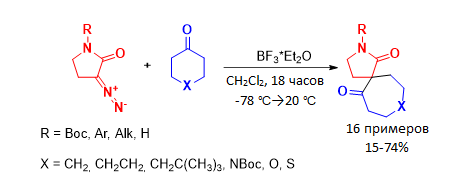 R
N
O
N⁺
N⁻
+
O
X
BF₃*Et₂O
CH₂Cl₂, 18 часов
-78 ℃→20 ℃
R
N
O
O
X
16 примеров
15-74%
R = Boc, Ar, Alk, H
X = CH₂, CH₂CH₂, CH₂C(CH₃)₃, NBoc, O, S